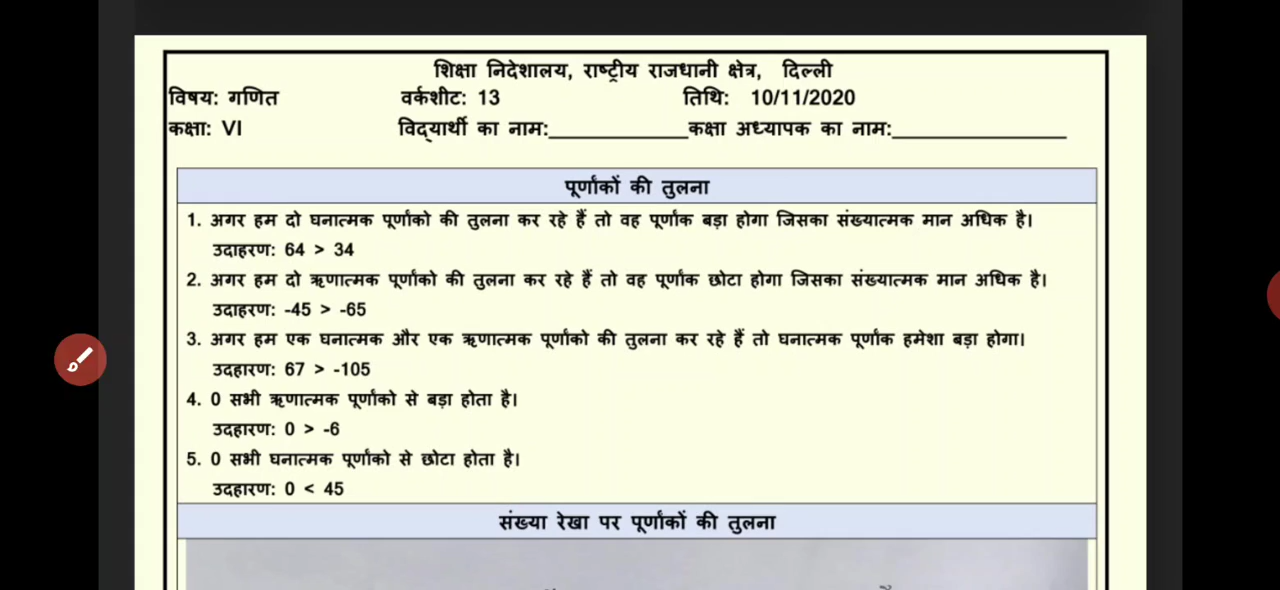 शिक्षा निदेशालय, राष्ट्रीय राजधानी क्षेत्र, दिल्ली
विषय: गणित वर्कशीट: 13 तिथि: 10/11/2020
कक्षा: VI विद्यार्थी का नाम:____________कक्षा अध्यापक का नाम:_______________
पूर्णांकों की तुलना
1. अगर हम दो घनात्मक पूर्णांको की तुलना कर रहे हैं तो वह पूर्णांक बड़ा होगा जिसका संख्यात्मक मान अधिक है।
उदाहरण: 64 > 34
2. अगर हम दो ऋणात्मक पूर्णांको की तुलना कर रहे हैं तो वह पूर्णांक छोटा होगा जिसका संख्यात्मक मान अधिक है।
उदाहरण: -45 > -65
3. अगर हम एक घनात्मक और एक ऋणात्मक पूर्णांको की तुलना कर रहे हैं तो घनात्मक पूर्णांक हमेशा बड़ा होगा।
उदहारण: 67 > -105
4. 0 सभी ऋणात्मक पूर्णांको से बड़ा होता है।
उदहारण: 0 > -6
5. 0 सभी घनात्मक पूर्णांको से छोटा होता है।
उदहारण: 0 < 45
संख्या रेखा पर पूर्णांकों की तुलना